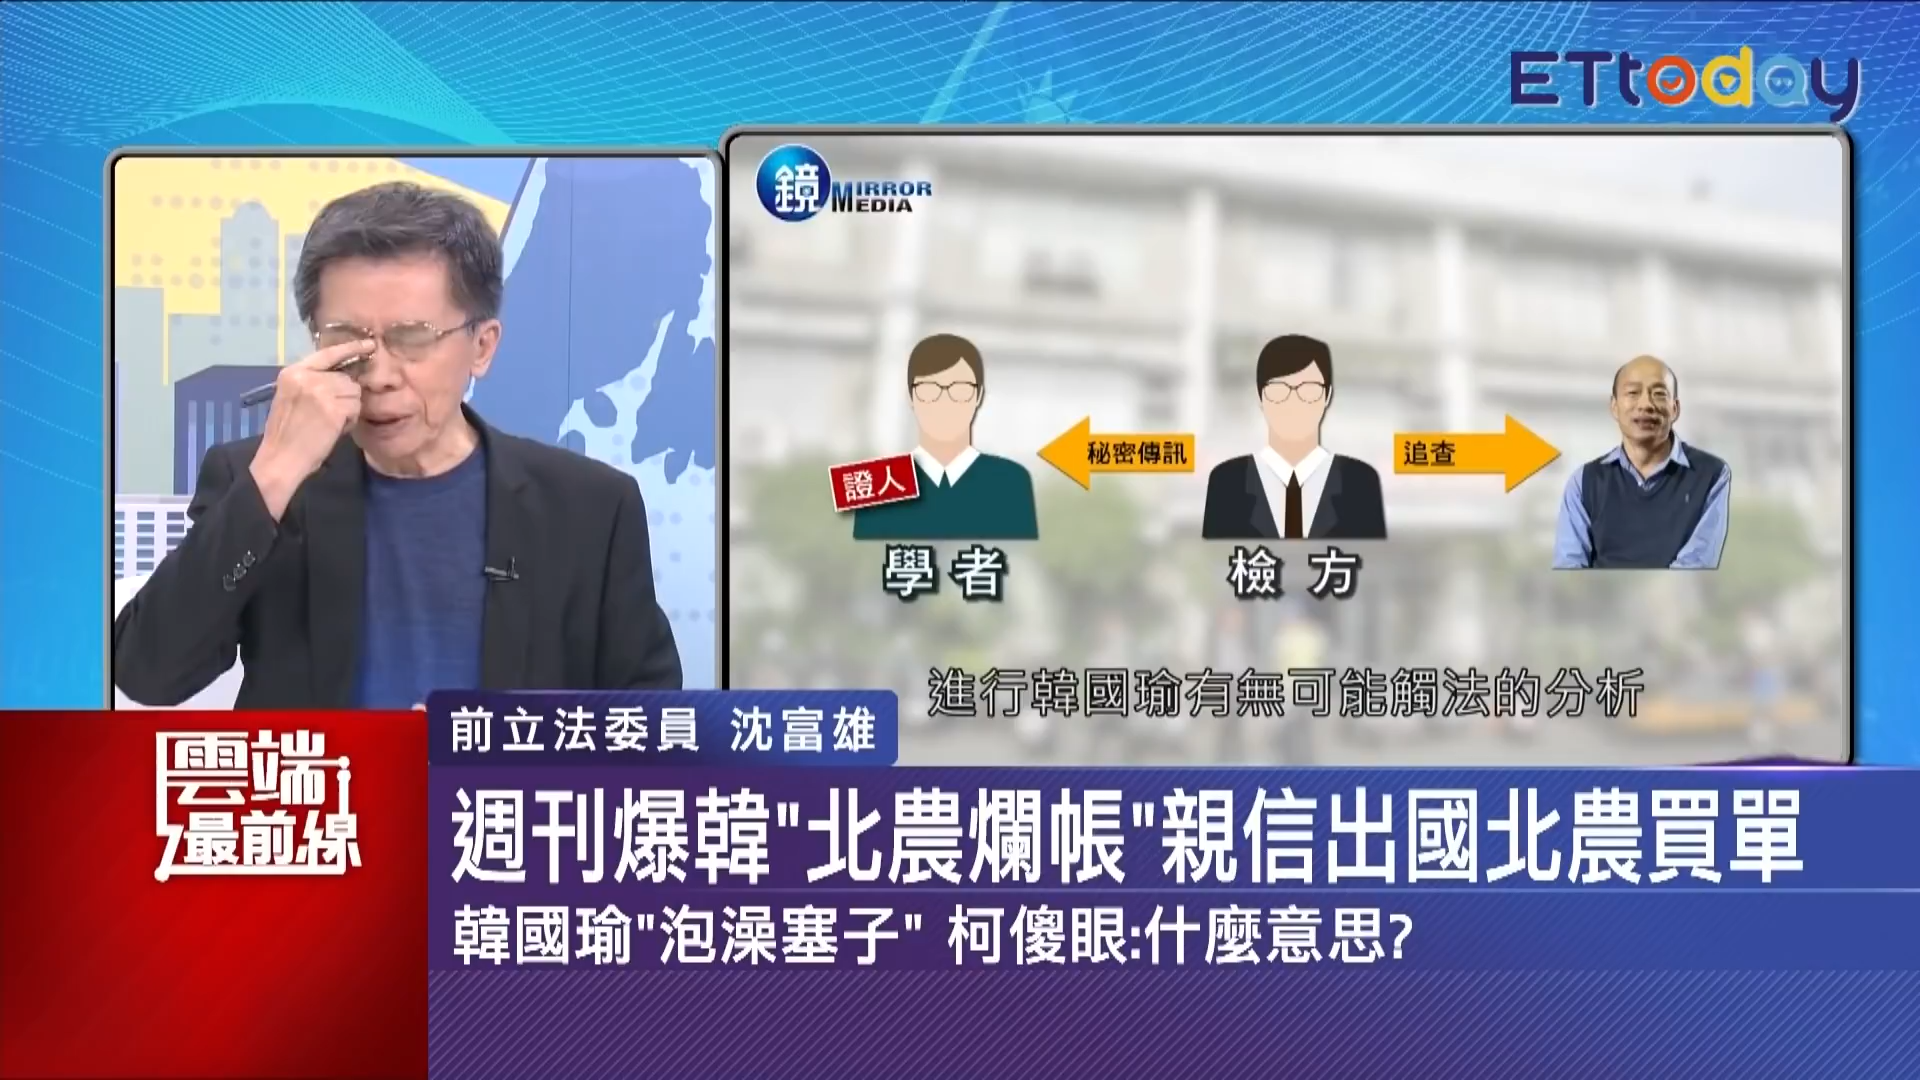 ETtoday
鏡 MIRROR MEDIA
證人
秘密傳訊
追查
學者
檢方
進行韓國瑜有無可能觸法的分析
前立法委員 沈富雄
雲端最前線
週刊爆韓"北農爛帳"親信出國北農買單
韓國瑜"泡澡塞子" 柯傻眼:什麼意思?